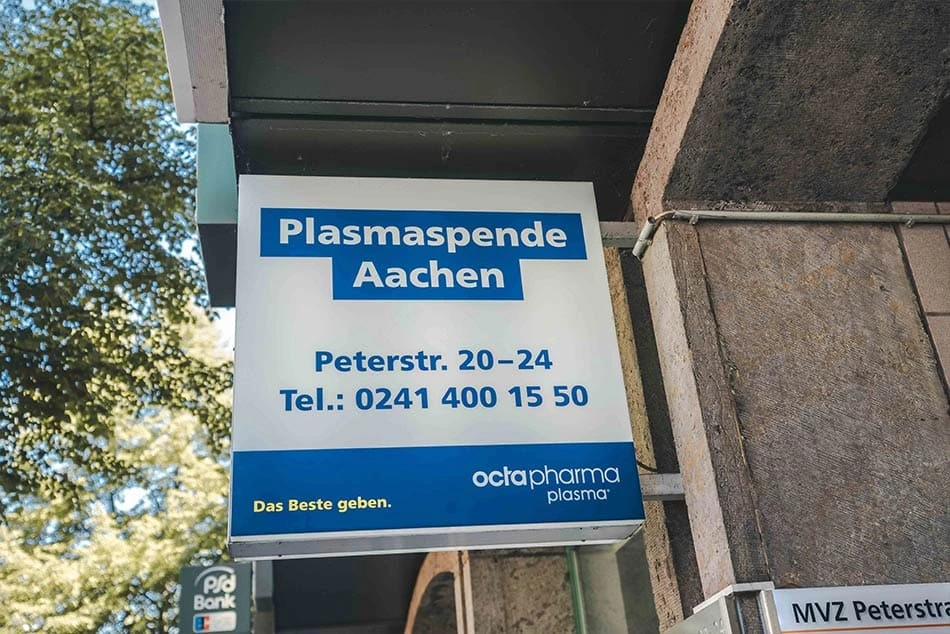 Plasmaspende
Aachen
Peterstr. 20–24
Tel.: 0241 400 15 50
octapharma
plasma
Das Beste geben.
PSD
Bank
MVZ Peterstra